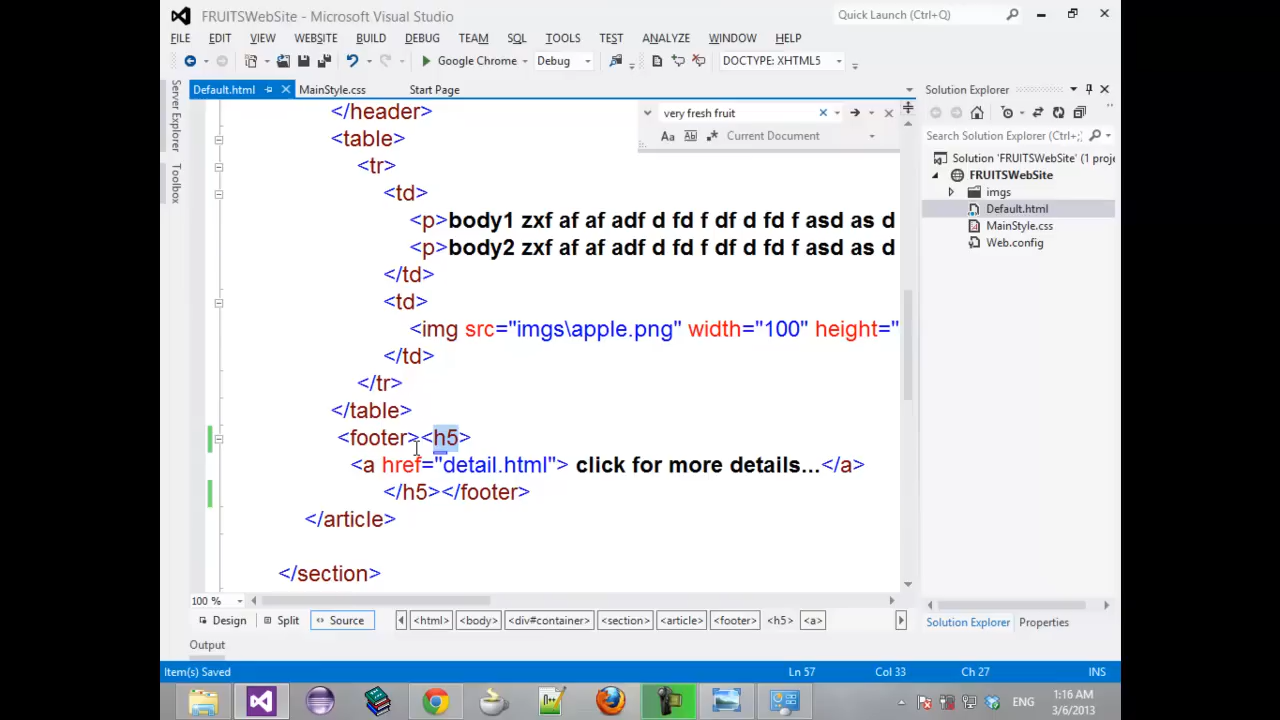 FRUITSWebSite - Microsoft Visual Studio
Quick Launch (Ctrl+Q)
FILE EDIT VIEW WEBSITE BUILD DEBUG TEAM SQL TOOLS TEST ANALYZE WINDOW HELP
Google Chrome Debug DOCTYPE: XHTML5
Server Explorer
Toolbox
Default.html MainStyle.css Start Page
very fresh fruit
Aa Ab Current Document
</header>
<table>
<tr>
<td>
<p>body1 zxf af af adf d fd f df d fd f asd as d
<p>body2 zxf af af adf d fd f df d fd f asd as d
</td>
<td>
<img src="imgs\apple.png" width="100" height="
</td>
</tr>
</table>
<footer><h5>
<a href="detail.html"> click for more details...</a>
</h5></footer>
</article>
</section>
100 %
Design Split Source <html> <body> <div#container> <section> <article> <footer> <h5> <a>
Output
Solution Explorer
Search Solution Explorer (Ctrl+;)
Solution 'FRUITSWebSite' (1 proje
FRUITSWebSite
imgs
Default.html
MainStyle.css
Web.config
Solution Explorer Properties
Item(s) Saved Ln 57 Col 33 Ch 27 INS
ENG
1:16 AM
3/6/2013